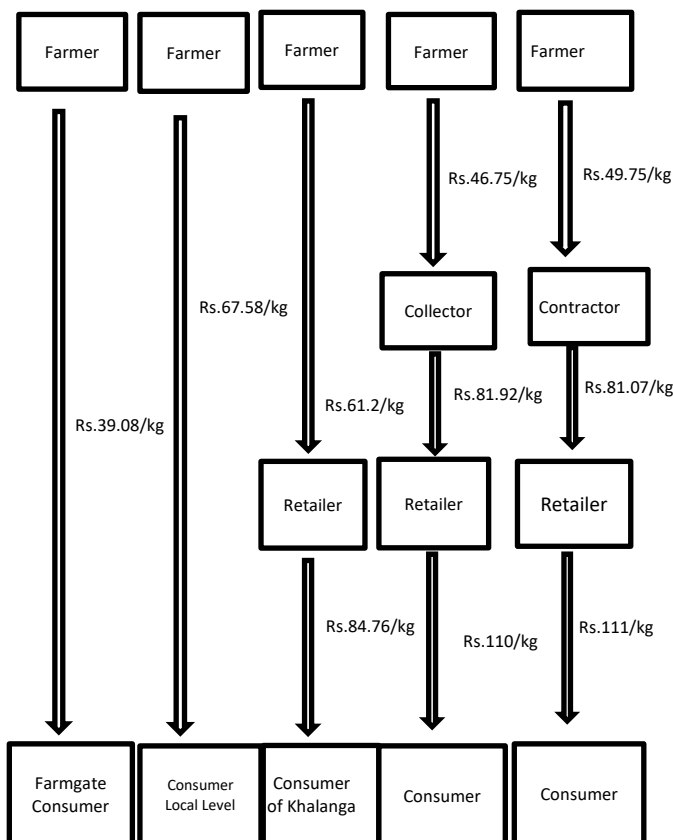 Farmer
Farmer
Farmer
Farmer
Farmer
Rs.46.75/kg
Rs.49.75/kg
Collector
Contractor
Rs.67.58/kg
Rs.81.92/kg
Rs.81.07/kg
Rs.61.2/kg
Rs.39.08/kg
Retailer
Retailer
Retailer
Rs.84.76/kg
Rs.110/kg
Rs.111/kg
Farmgate
Consumer
Consumer
Local Level
Consumer
of Khalanga
Consumer
Consumer